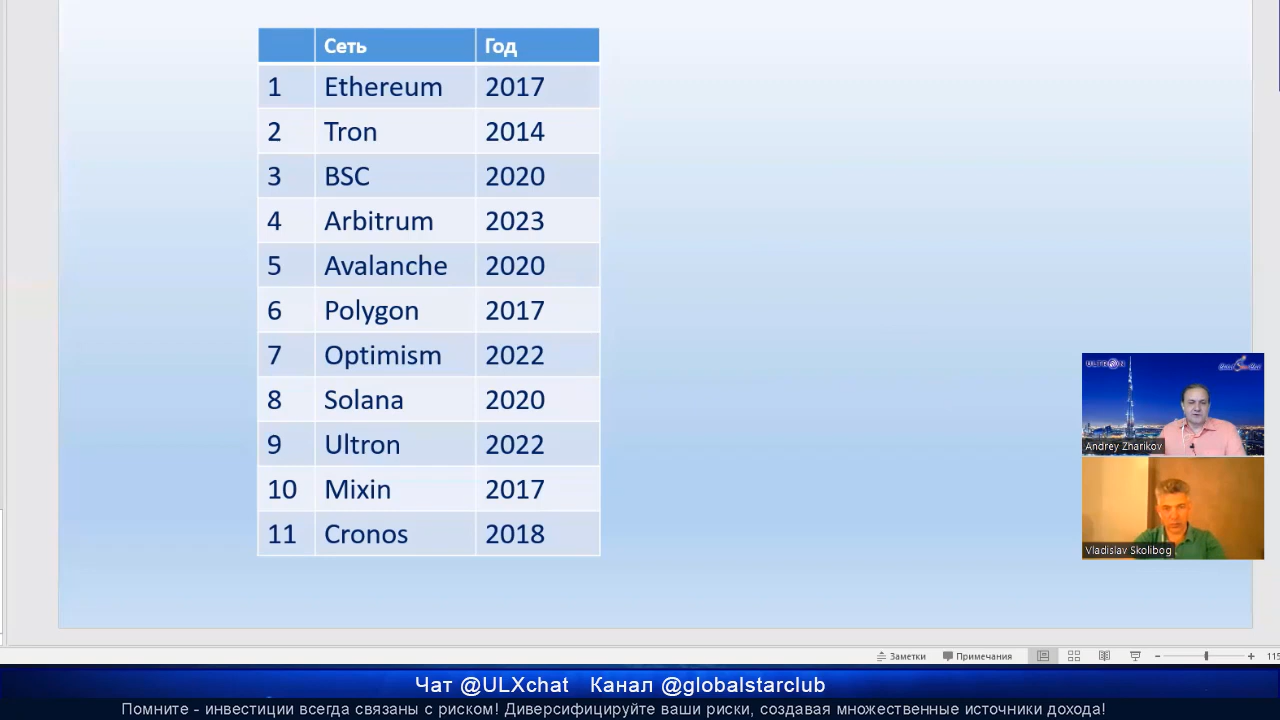 Сеть Год
1 Ethereum 2017
2 Tron 2014
3 BSC 2020
4 Arbitrum 2023
5 Avalanche 2020
6 Polygon 2017
7 Optimism 2022
8 Solana 2020
9 Ultron 2022
10 Mixin 2017
11 Cronos 2018
ULTRON
Andrey Zharikov
Vladislav Skolibog
Заметки Примечания 115
Чат @ULXchat Канал @globalstarclub
Помните - инвестиции всегда связаны с риском! Диверсифицируйте ваши риски, создавая множественные источники дохода!